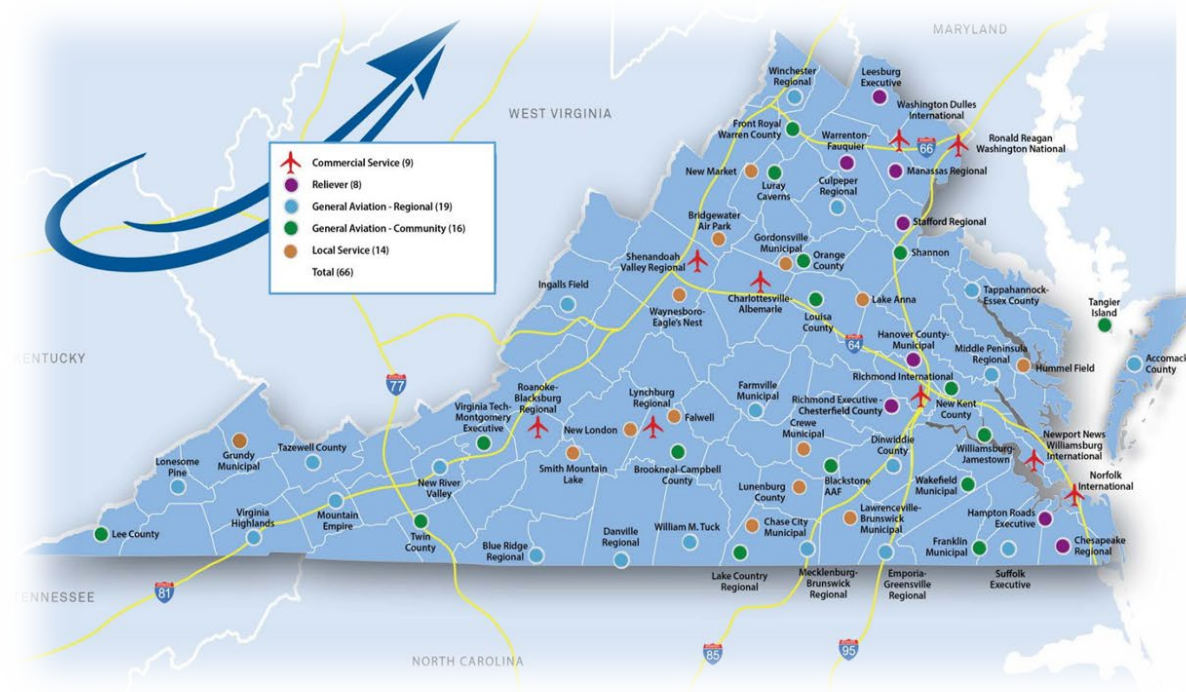 MARYLAND
WEST VIRGINIA
KENTUCKY
TENNESSEE
NORTH CAROLINA
Commercial Service (9)
Reliever (8)
General Aviation - Regional (19)
General Aviation - Community (16)
Local Service (14)
Total (66)
Winchester
Regional
Leesburg
Executive
Washington Dulles
International
Front Royal
Warren County
Warrenton-
Fauquier
66
Ronald Reagan
Washington National
New Market
Luray
Caverns
Culpeper
Regional
Manassas Regional
Bridgewater
Air Park
Stafford Regional
Gordonsville
Municipal
Orange
County
Shannon
Shenandoah
Valley Regional
Ingalls Field
Charlottesville-
Albemarle
Waynesboro-
Eagle's Nest
Louisa
County
Lake Anna
Tappahannock-
Essex County
Tangier
Island
64
Hanover County-
Municipal
Middle Peninsula
Regional
Hummel Field
Accomack
County
77
Roanoke-
Blacksburg
Regional
Lynchburg
Regional
Farmville
Municipal
Richmond International
Richmond Executive -
Chesterfield County
New Kent
County
Virginia Tech-
Montgomery
Executive
New London
Falwell
Crewe
Municipal
Dinwiddie
County
Williamsburg-
Jamestown
Newport News
Williamsburg
International
Grundy
Municipal
Tazewell County
Lonesome
Pine
Smith Mountain
Lake
Brookneal-Campbell
County
Blackstone
AAF
Wakefield
Municipal
Norfolk
International
New River
Valley
Lunenburg
County
Virginia
Highlands
Mountain
Empire
Lee County
Twin
County
Blue Ridge
Regional
Danville
Regional
William M. Tuck
Chase City
Municipal
Lawrenceville-
Brunswick
Municipal
Hampton Roads
Executive
Franklin
Municipal
Chesapeake
Regional
Lake Country
Regional
Mecklenburg-
Brunswick
Regional
Emporia-
Greensville
Regional
Suffolk
Executive
81
85
95